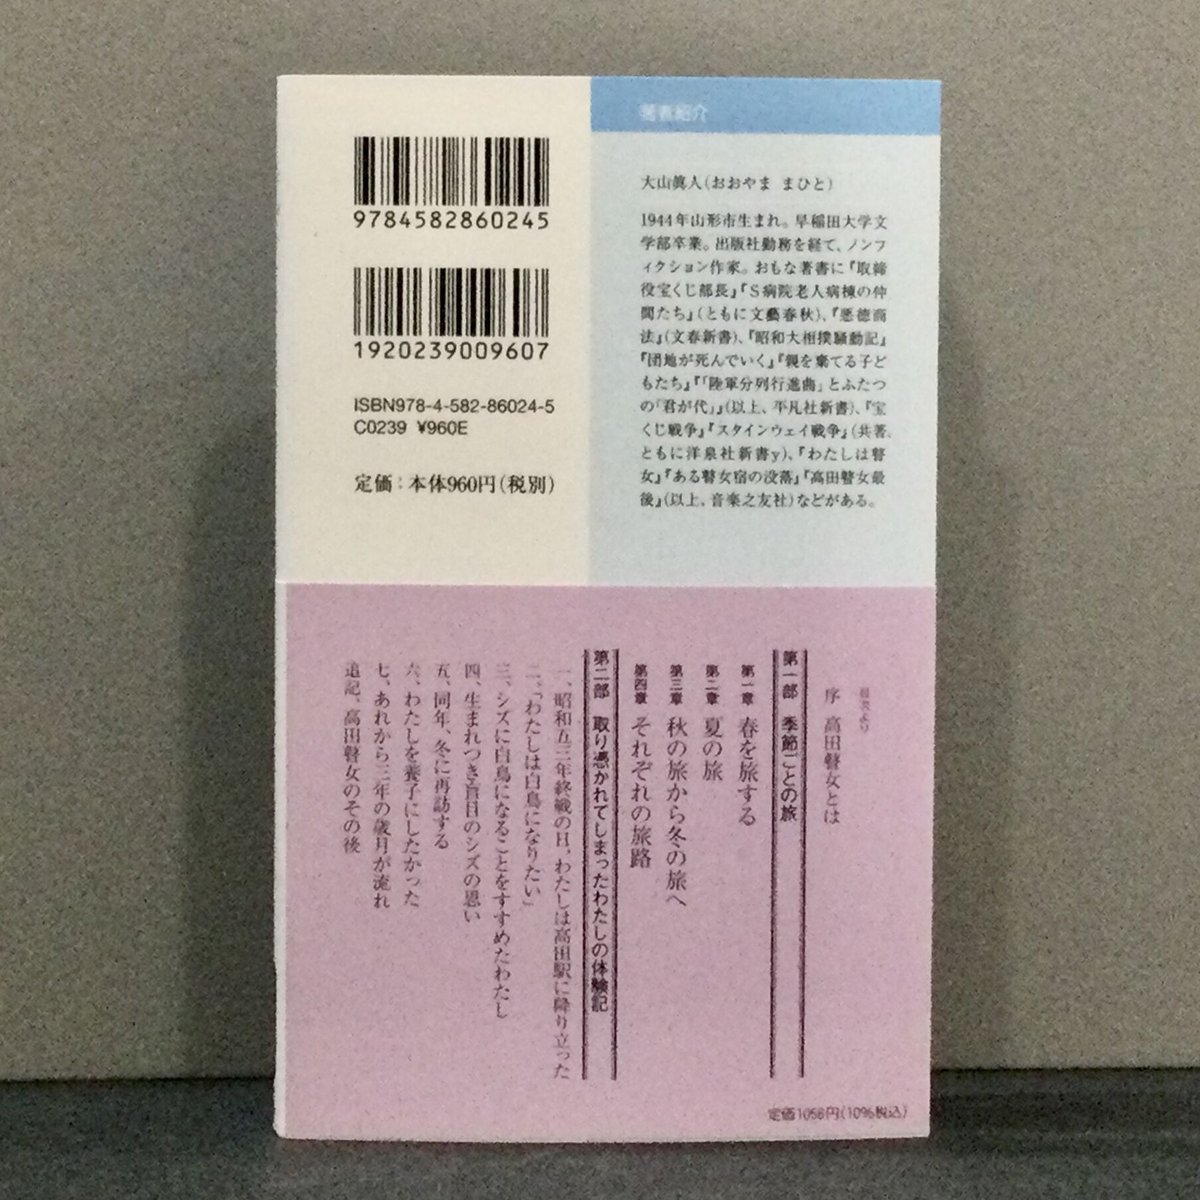 9784582860245
1920239009607
ISBN978-4-582-86024-5
C0239 ¥960E
定価：本体960円（税別）
著者紹介
大山眞人（おおやま まひと）
1944年山形市生まれ。早稲田大学文
学部卒業。出版社勤務を経て、ノンフ
ィクション作家。おもな著書に『取締
役宝くじ部長』『S病院老人病棟の仲
間たち』（ともに文藝春秋）、『悪徳商
法』（文春新書）、『昭和大相撲騒動記』
『団地が死んでいく』『親を棄てる子ど
もたち』『「陸軍分列行進曲」とふたつ
の「君が代」』（以上、平凡社新書）、『宝
くじ戦争』『スタインウェイ戦争』（共著、
ともに洋泉社新書y）、『わたしは瞽
女』『ある瞽女宿の没落』『高田瞽女最
後』（以上、音楽之友社）などがある。
目次より
序 高田瞽女とは
第一部 季節ごとの旅
第一章 春を旅する
第二章 夏の旅
第三章 秋の旅から冬の旅へ
第四章 それぞれの旅路
第二部 取り憑かれてしまったわたしの体験記
一、昭和五三年終戦の日、わたしは高田駅に降り立った
二、「わたしは白鳥になりたい」
三、シズに白鳥になることをすすめたわたし
四、生まれつき盲目のシズの思い
五、同年、冬に再訪する
六、わたしを養子にしたかった
七、あれから三年の歳月が流れ
追記、高田瞽女のその後
定価1056円（10%税込）